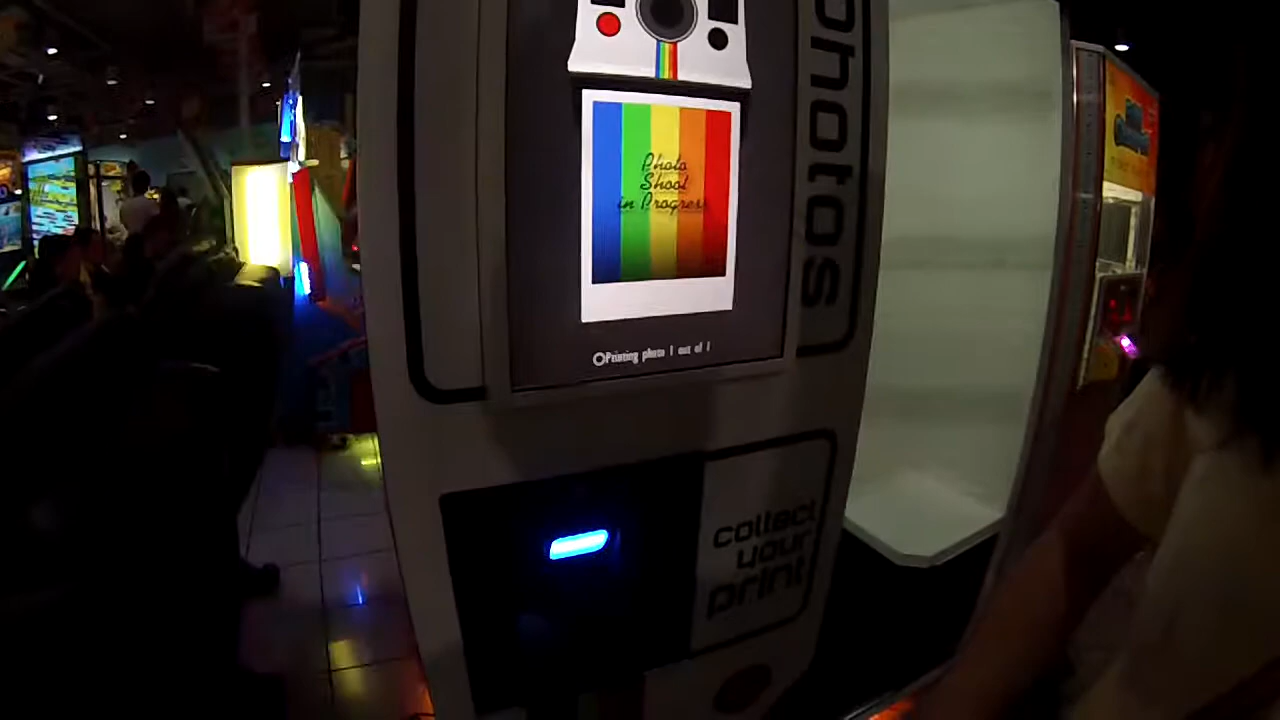 photos
Photo
Shoot
in Progress
Printing photo 1 out of 1
collect
your
print